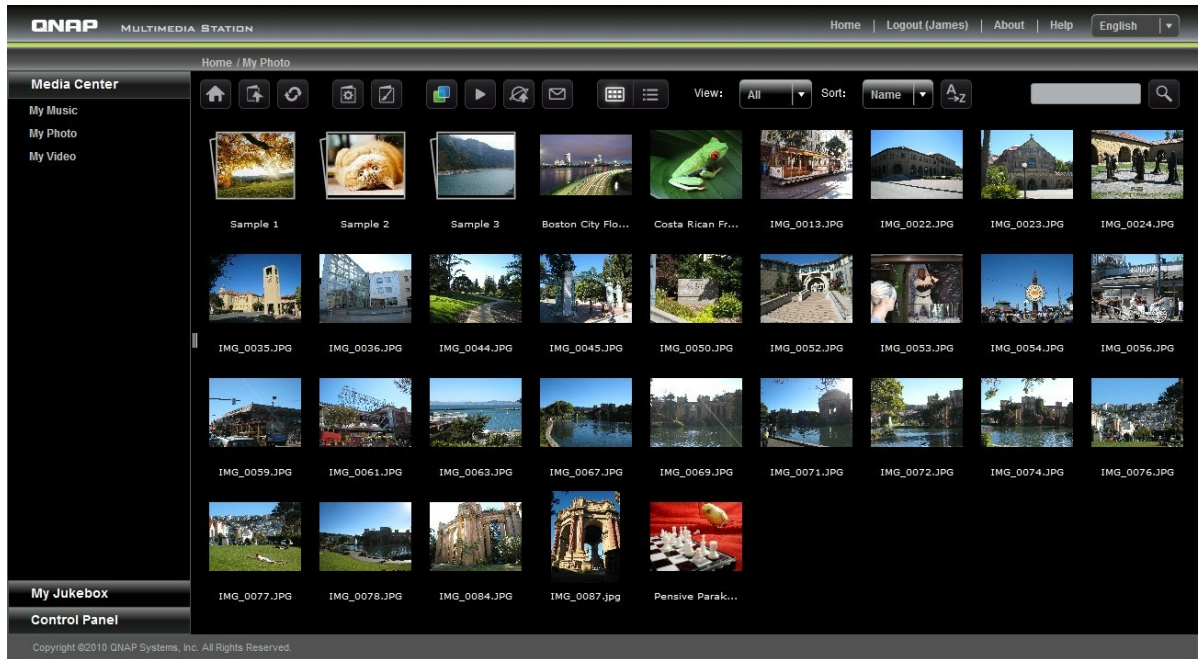 QNAP MULTIMEDIA STATION
Home | Logout (James) | About | Help English
Home / My Photo
Media Center
My Music
My Photo
My Video
View: All Sort: Name A→Z
Sample 1 Sample 2 Sample 3 Boston City Flo... Costa Rican Fr... IMG_0013.JPG IMG_0022.JPG IMG_0023.JPG IMG_0024.JPG
IMG_0035.JPG IMG_0036.JPG IMG_0044.JPG IMG_0045.JPG IMG_0050.JPG IMG_0052.JPG IMG_0053.JPG IMG_0054.JPG IMG_0056.JPG
IMG_0059.JPG IMG_0061.JPG IMG_0063.JPG IMG_0067.JPG IMG_0069.JPG IMG_0071.JPG IMG_0072.JPG IMG_0074.JPG IMG_0076.JPG
IMG_0077.JPG IMG_0078.JPG IMG_0084.JPG IMG_0087.jpg Pensive Parak...
My Jukebox
Control Panel
Copyright ©2010 QNAP Systems, Inc. All Rights Reserved.